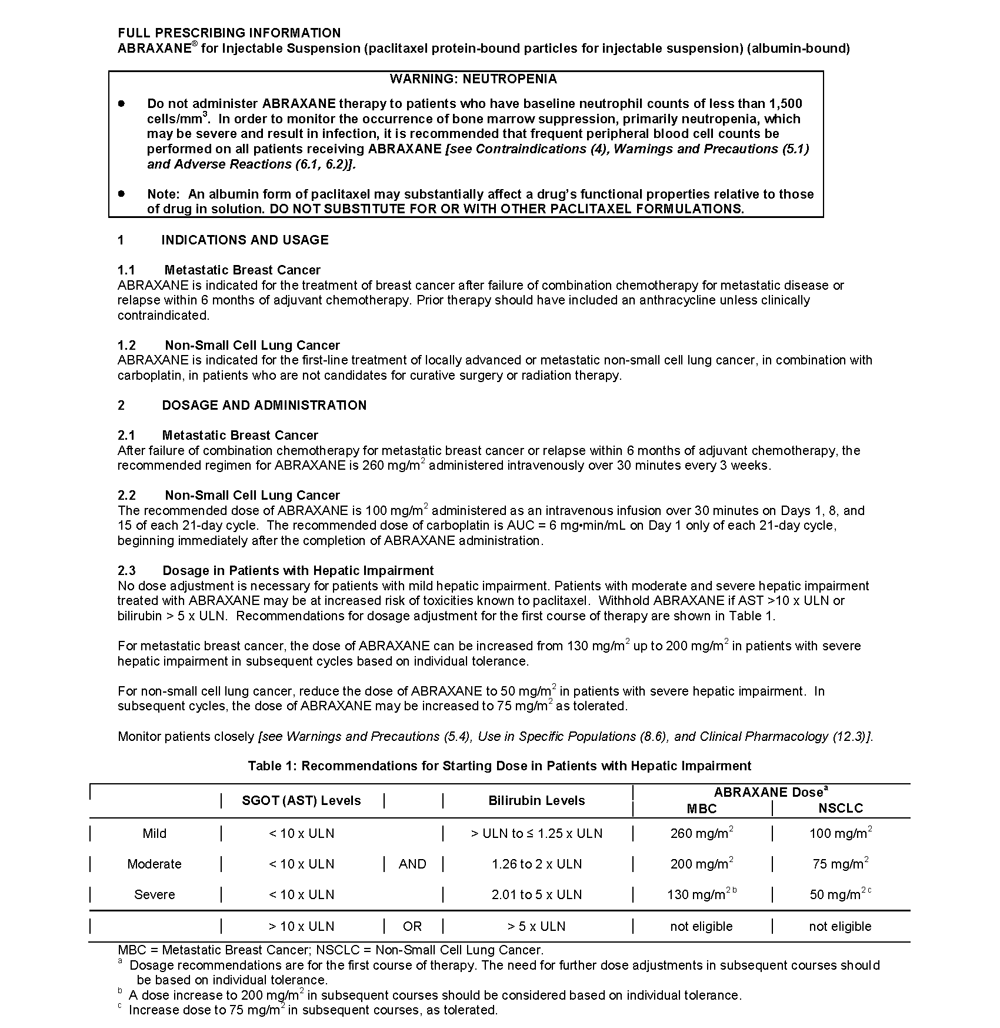 FULL PRESCRIBING INFORMATION
ABRAXANE® for Injectable Suspension (paclitaxel protein-bound particles for injectable suspension) (albumin-bound)
WARNING: NEUTROPENIA
• Do not administer ABRAXANE therapy to patients who have baseline neutrophil counts of less than 1,500
cells/mm³. In order to monitor the occurrence of bone marrow suppression, primarily neutropenia, which
may be severe and result in infection, it is recommended that frequent peripheral blood cell counts be
performed on all patients receiving ABRAXANE [see Contraindications (4), Warnings and Precautions (5.1)
and Adverse Reactions (6.1, 6.2)].
• Note: An albumin form of paclitaxel may substantially affect a drug's functional properties relative to those
of drug in solution. DO NOT SUBSTITUTE FOR OR WITH OTHER PACLITAXEL FORMULATIONS.
1 INDICATIONS AND USAGE
1.1 Metastatic Breast Cancer
ABRAXANE is indicated for the treatment of breast cancer after failure of combination chemotherapy for metastatic disease or
relapse within 6 months of adjuvant chemotherapy. Prior therapy should have included an anthracycline unless clinically
contraindicated.
1.2 Non-Small Cell Lung Cancer
ABRAXANE is indicated for the first-line treatment of locally advanced or metastatic non-small cell lung cancer, in combination with
carboplatin, in patients who are not candidates for curative surgery or radiation therapy.
2 DOSAGE AND ADMINISTRATION
2.1 Metastatic Breast Cancer
After failure of combination chemotherapy for metastatic breast cancer or relapse within 6 months of adjuvant chemotherapy, the
recommended regimen for ABRAXANE is 260 mg/m² administered intravenously over 30 minutes every 3 weeks.
2.2 Non-Small Cell Lung Cancer
The recommended dose of ABRAXANE is 100 mg/m² administered as an intravenous infusion over 30 minutes on Days 1, 8, and
15 of each 21-day cycle. The recommended dose of carboplatin is AUC = 6 mg•min/mL on Day 1 only of each 21-day cycle,
beginning immediately after the completion of ABRAXANE administration.
2.3 Dosage in Patients with Hepatic Impairment
No dose adjustment is necessary for patients with mild hepatic impairment. Patients with moderate and severe hepatic impairment
treated with ABRAXANE may be at increased risk of toxicities known to paclitaxel. Withhold ABRAXANE if AST >10 x ULN or
bilirubin > 5 x ULN. Recommendations for dosage adjustment for the first course of therapy are shown in Table 1.
For metastatic breast cancer, the dose of ABRAXANE can be increased from 130 mg/m² up to 200 mg/m² in patients with severe
hepatic impairment in subsequent cycles based on individual tolerance.
For non-small cell lung cancer, reduce the dose of ABRAXANE to 50 mg/m² in patients with severe hepatic impairment. In
subsequent cycles, the dose of ABRAXANE may be increased to 75 mg/m² as tolerated.
Monitor patients closely [see Warnings and Precautions (5.4), Use in Specific Populations (8.6), and Clinical Pharmacology (12.3)].
Table 1: Recommendations for Starting Dose in Patients with Hepatic Impairment
SGOT (AST) Levels Bilirubin Levels ABRAXANE Doseᵃ
MBC NSCLC
Mild < 10 x ULN > ULN to ≤ 1.25 x ULN 260 mg/m² 100 mg/m²
Moderate < 10 x ULN AND 1.26 to 2 x ULN 200 mg/m² 75 mg/m²
Severe < 10 x ULN 2.01 to 5 x ULN 130 mg/m² ᵇ 50 mg/m² ᶜ
> 10 x ULN OR > 5 x ULN not eligible not eligible
MBC = Metastatic Breast Cancer; NSCLC = Non-Small Cell Lung Cancer.
ᵃ Dosage recommendations are for the first course of therapy. The need for further dose adjustments in subsequent courses should
be based on individual tolerance.
ᵇ A dose increase to 200 mg/m² in subsequent courses should be considered based on individual tolerance.
ᶜ Increase dose to 75 mg/m² in subsequent courses, as tolerated.